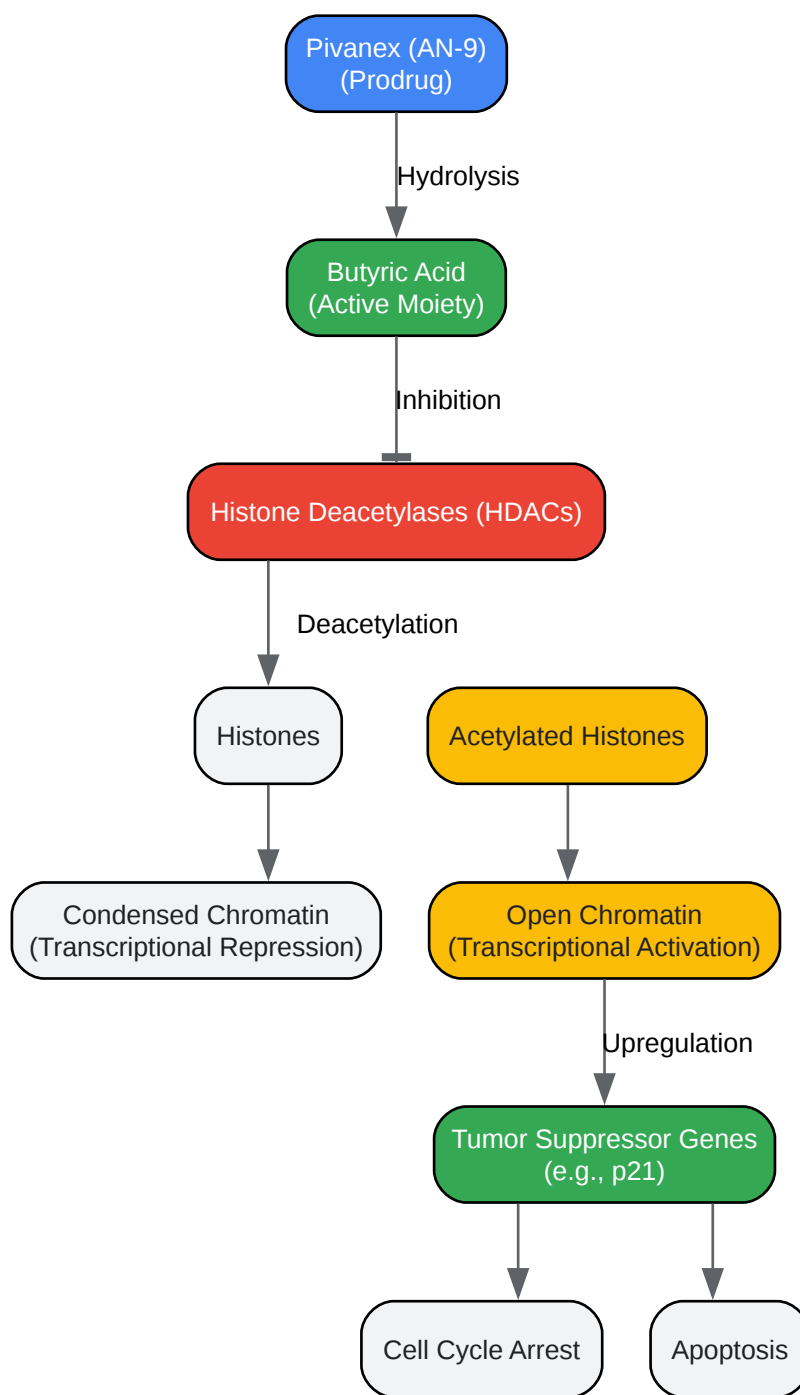 Pivanex (AN-9)
(Prodrug)
Hydrolysis
Butyric Acid
(Active Moiety)
Inhibition
Histone Deacetylases (HDACs)
Deacetylation
Histones
Acetylated Histones
Condensed Chromatin
(Transcriptional Repression)
Open Chromatin
(Transcriptional Activation)
Upregulation
Tumor Suppressor Genes
(e.g., p21)
Cell Cycle Arrest
Apoptosis